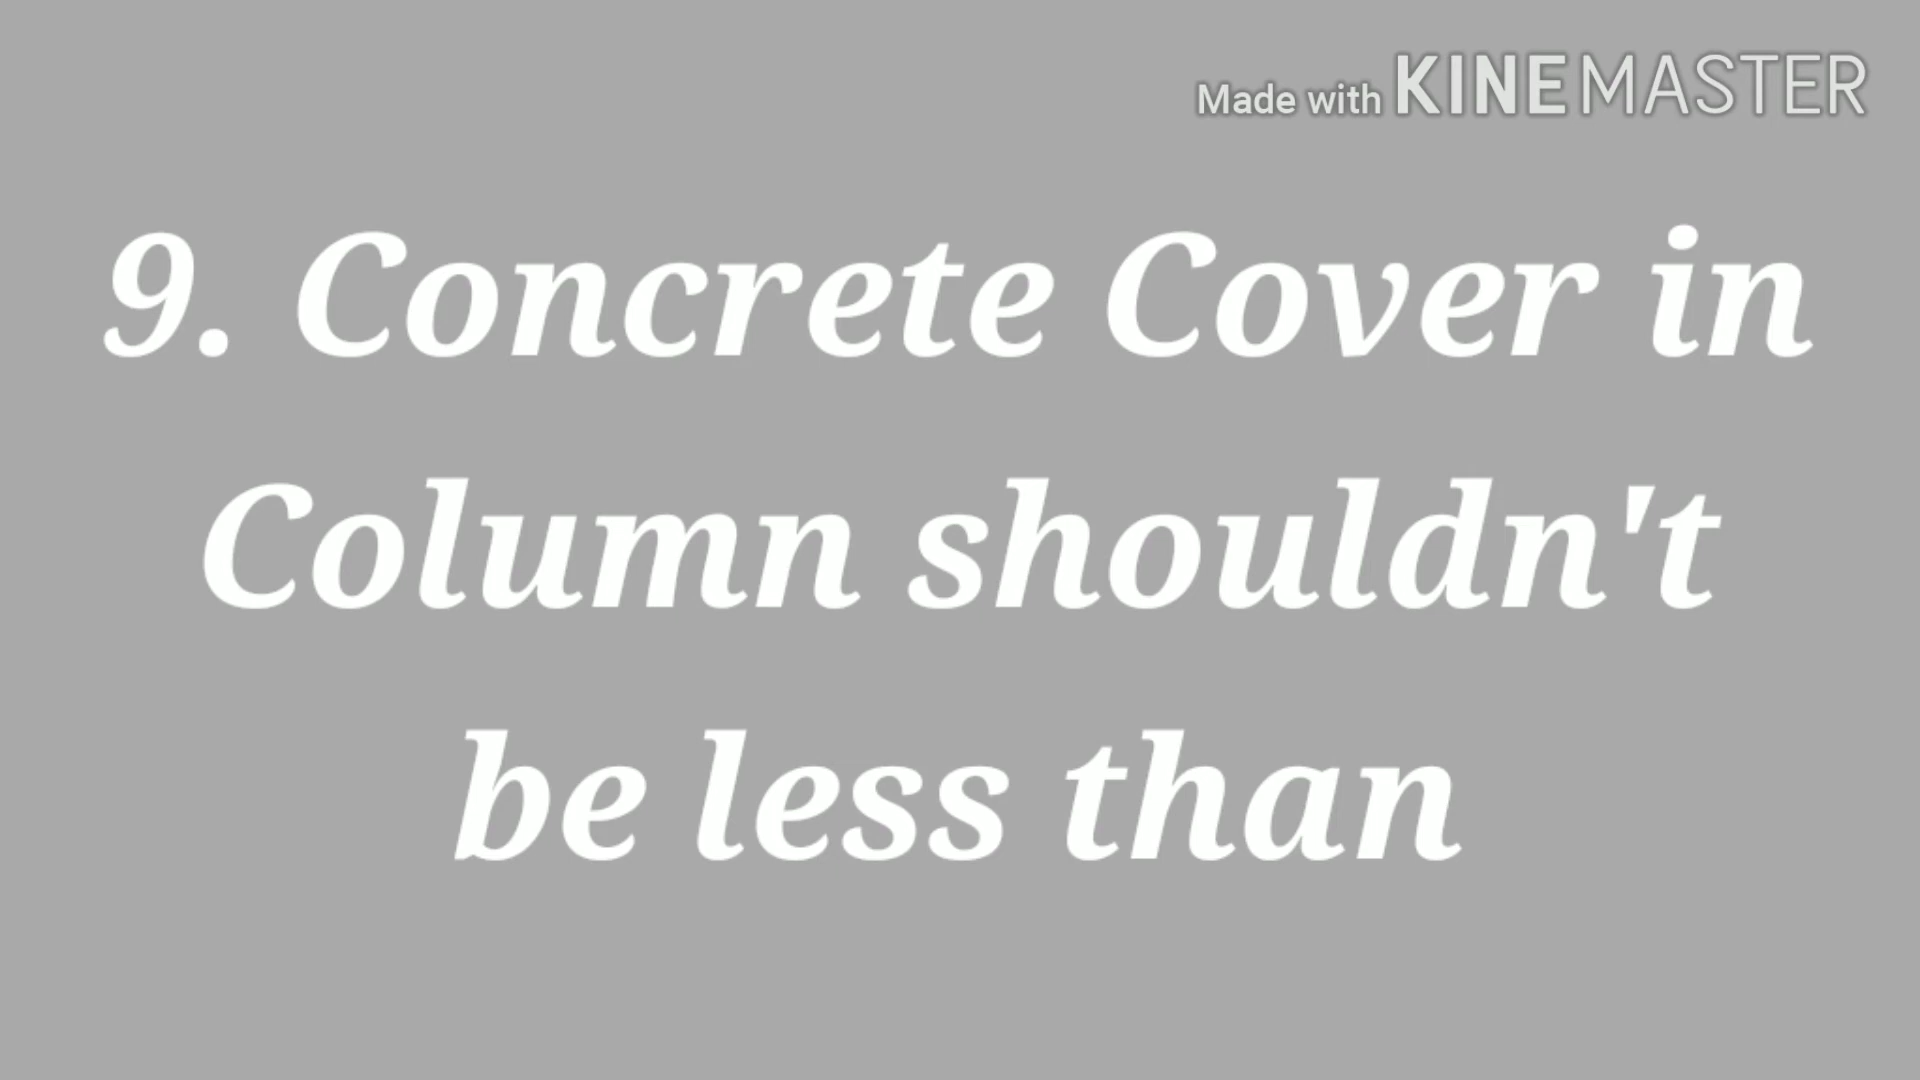 Made with KINEMASTER
9. Concrete Cover in
Column shouldn't
be less than